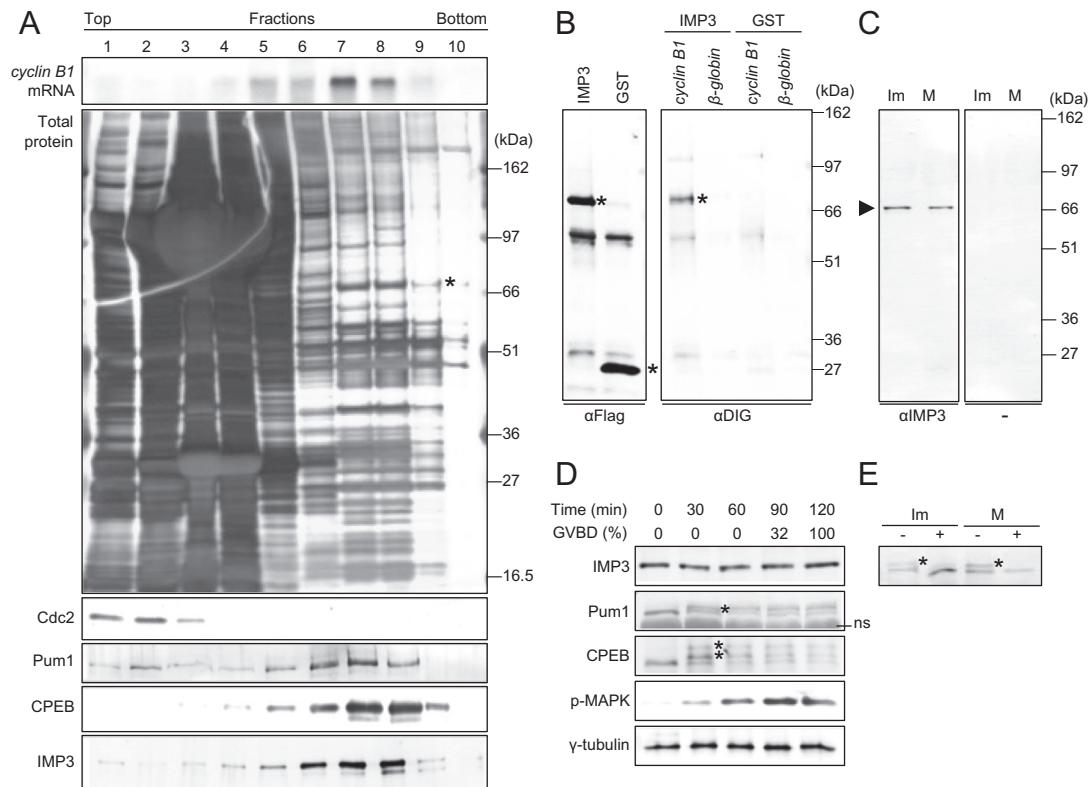 A
Top Fractions Bottom
1 2 3 4 5 6 7 8 9 10
cyclin B1
mRNA
Total
protein
(kDa)
162
97
66
*
51
36
27
16.5
Cdc2
Pum1
CPEB
IMP3
B
IMP3 GST
IMP3 GST
cyclin B1 β-globin cyclin B1 β-globin
(kDa)
162
97
* * 66
51
36
* 27
αFlag αDIG
C
Im M Im M (kDa)
162
97
66
51
36
27
αIMP3 -
D
Time (min) 0 30 60 90 120
GVBD (%) 0 0 0 32 100
IMP3
Pum1 * ns
CPEB *
*
p-MAPK
γ-tubulin
E
Im M
- + - +
* *